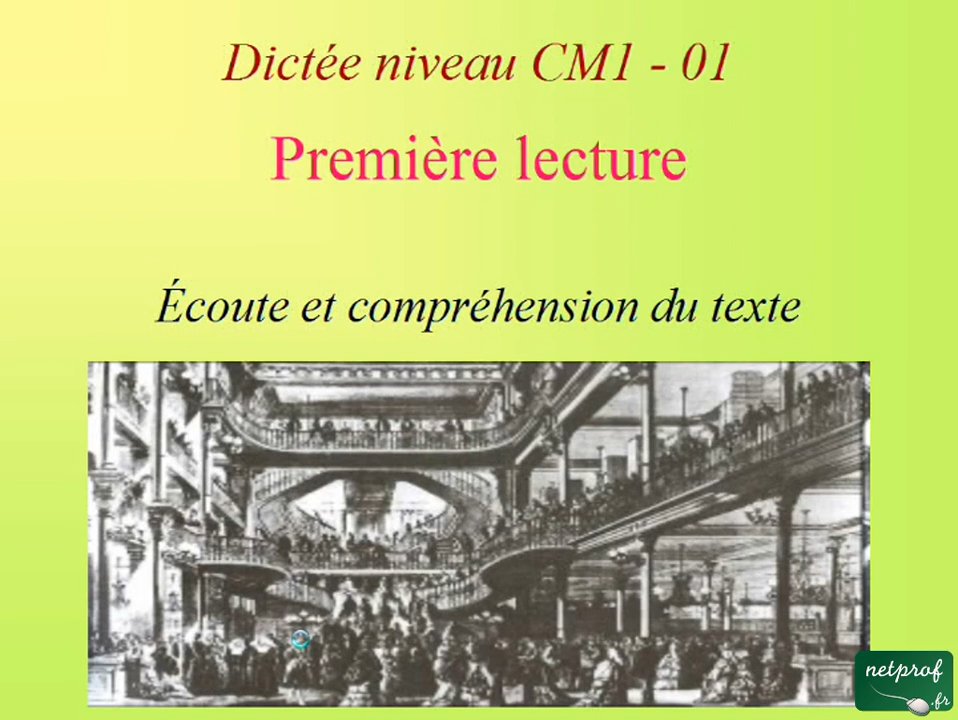 Dictée niveau CM1 - 01
Première lecture
Écoute et compréhension du texte
netprof
.fr